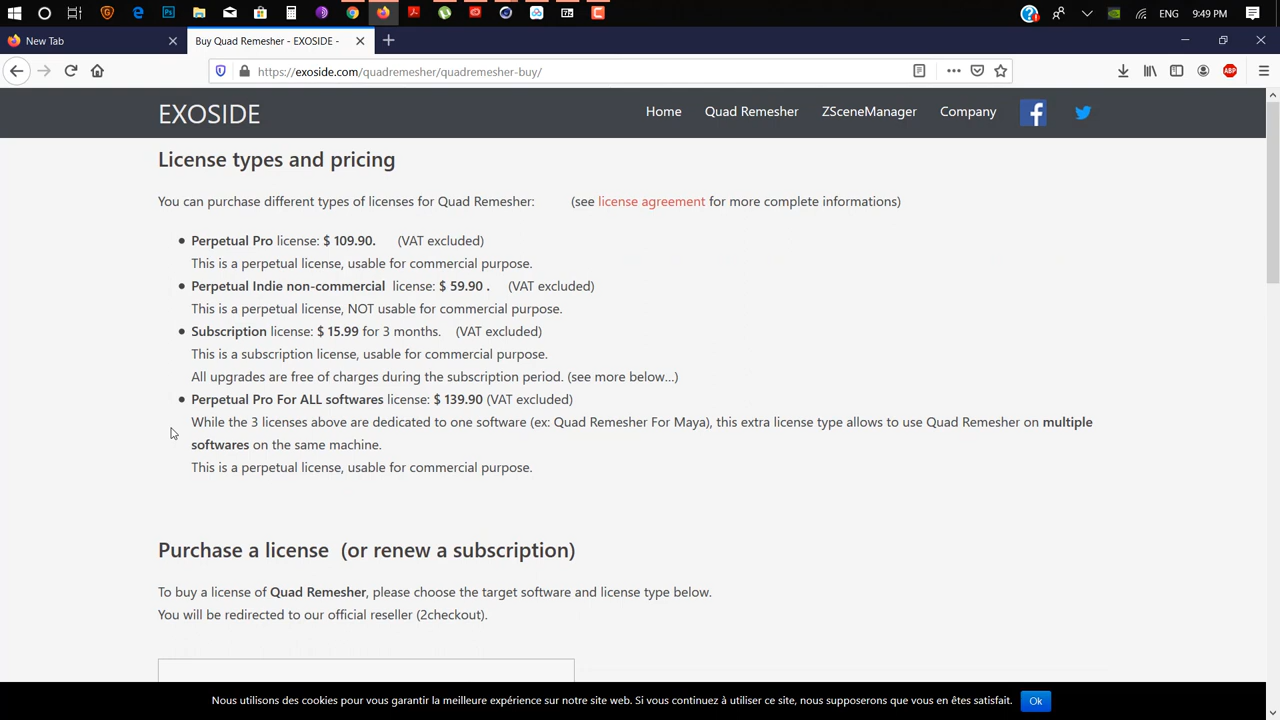 ENG 9:49 PM
New Tab
Buy Quad Remesher - EXOSIDE -
https://exoside.com/quadremesher/quadremesher-buy/
ABP
EXOSIDE
Home Quad Remesher ZSceneManager Company
License types and pricing
You can purchase different types of licenses for Quad Remesher: (see license agreement for more complete informations)
Perpetual Pro license: $ 109.90. (VAT excluded)
This is a perpetual license, usable for commercial purpose.
Perpetual Indie non-commercial license: $ 59.90 . (VAT excluded)
This is a perpetual license, NOT usable for commercial purpose.
Subscription license: $ 15.99 for 3 months. (VAT excluded)
This is a subscription license, usable for commercial purpose.
All upgrades are free of charges during the subscription period. (see more below...)
Perpetual Pro For ALL softwares license: $ 139.90 (VAT excluded)
While the 3 licenses above are dedicated to one software (ex: Quad Remesher For Maya), this extra license type allows to use Quad Remesher on multiple
softwares on the same machine.
This is a perpetual license, usable for commercial purpose.
Purchase a license (or renew a subscription)
To buy a license of Quad Remesher, please choose the target software and license type below.
You will be redirected to our official reseller (2checkout).
Nous utilisons des cookies pour vous garantir la meilleure expérience sur notre site web. Si vous continuez à utiliser ce site, nous supposerons que vous en êtes satisfait. Ok